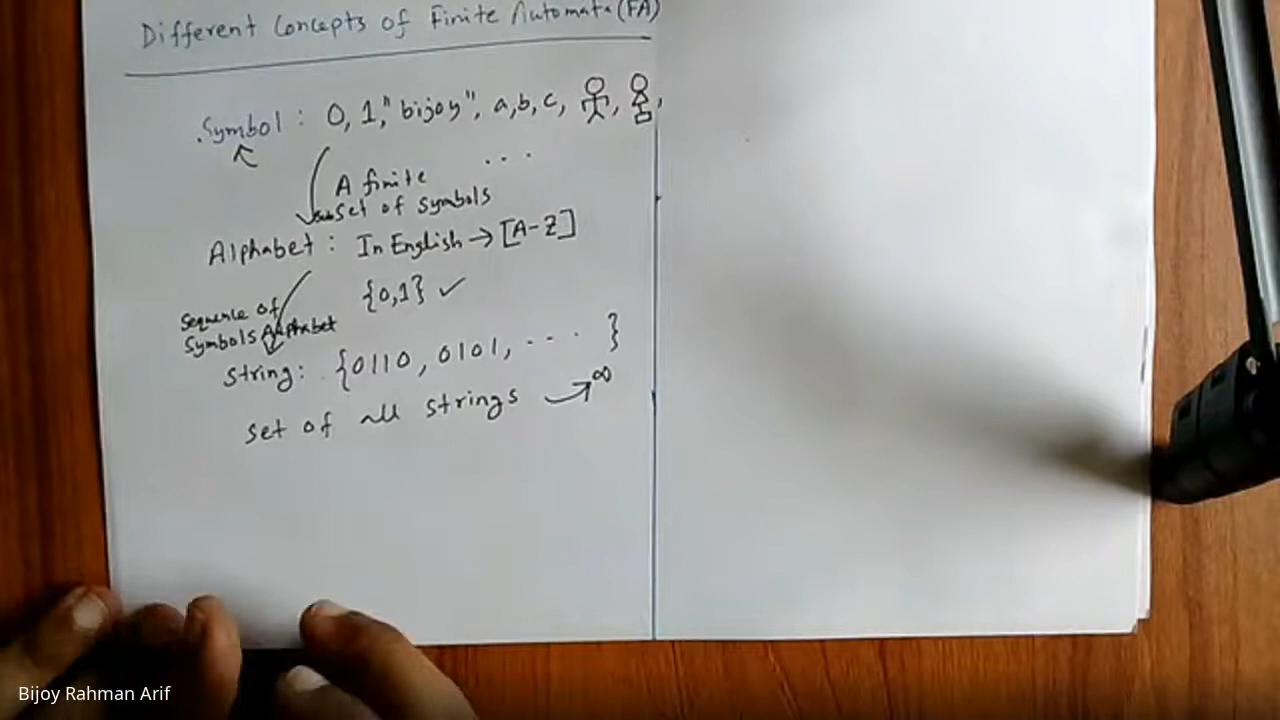 Different Concepts of Finite Automata (FA)
Symbol : 0, 1, "bijoy", a, b, c, , ,
. . .
A finite
set of symbols
Alphabet : In English → [A-Z]
{0,1} ✓
Sequence of
Symbols Alphabet
String: {0110, 0101, . . . }
set of all strings → ∞
Bijoy Rahman Arif